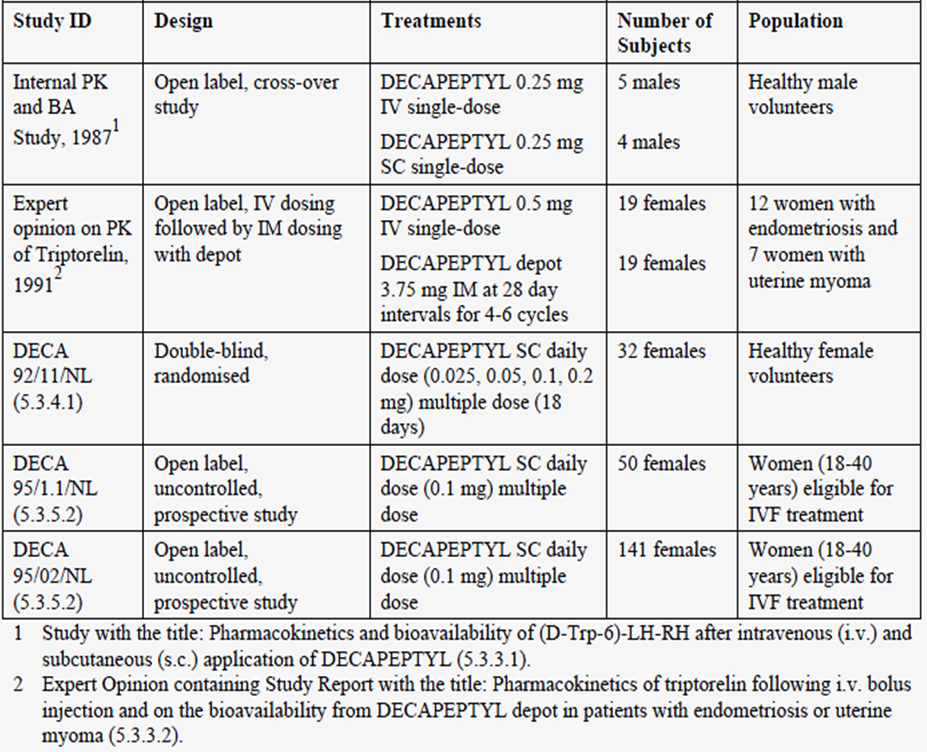 Study ID
Design
Treatments
Number of
Subjects
Population
Internal PK
and BA
Study, 1987¹
Open label, cross-over
study
DECAPEPTYL 0.25 mg
IV single-dose
DECAPEPTYL 0.25 mg
SC single-dose
5 males
4 males
Healthy male
volunteers
Expert
opinion on PK
of Triptorelin,
1991²
Open label, IV dosing
followed by IM dosing
with depot
DECAPEPTYL 0.5 mg
IV single-dose
DECAPEPTYL depot
3.75 mg IM at 28 day
intervals for 4-6 cycles
19 females
19 females
12 women with
endometriosis and
7 women with
uterine myoma
DECA
92/11/NL
(5.3.4.1)
Double-blind,
randomised
DECAPEPTYL SC daily
dose (0.025, 0.05, 0.1, 0.2
mg) multiple dose (18
days)
32 females
Healthy female
volunteers
DECA
95/1.1/NL
(5.3.5.2)
Open label,
uncontrolled,
prospective study
DECAPEPTYL SC daily
dose (0.1 mg) multiple
dose
50 females
Women (18-40
years) eligible for
IVF treatment
DECA
95/02/NL
(5.3.5.2)
Open label,
uncontrolled,
prospective study
DECAPEPTYL SC daily
dose (0.1 mg) multiple
dose
141 females
Women (18-40
years) eligible for
IVF treatment
1 Study with the title: Pharmacokinetics and bioavailability of (D-Trp-6)-LH-RH after intravenous (i.v.) and
subcutaneous (s.c.) application of DECAPEPTYL (5.3.3.1).
2 Expert Opinion containing Study Report with the title: Pharmacokinetics of triptorelin following i.v. bolus
injection and on the bioavailability from DECAPEPTYL depot in patients with endometriosis or uterine
myoma (5.3.3.2).